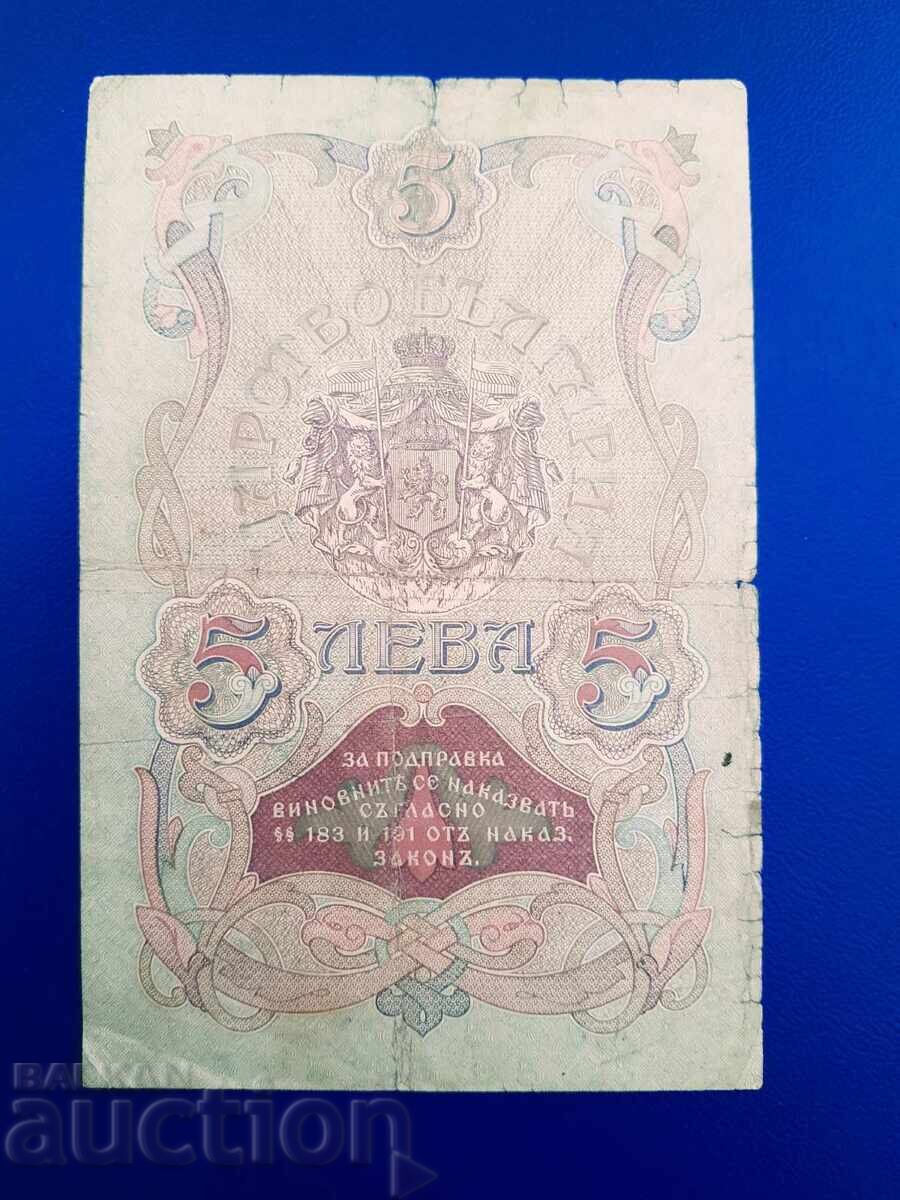 5
ЦАРСТВО БЪЛГАРИЯ
5 ЛЕВА 5
ЗА ПОДПРАВКА
ВИНОВНИТѢ СЕ НАКАЗВАТЬ
СЪГЛАСНО
§§ 183 И 191 ОТЪ НАКАЗ.
ЗАКОНЪ.
BALKAN
auction